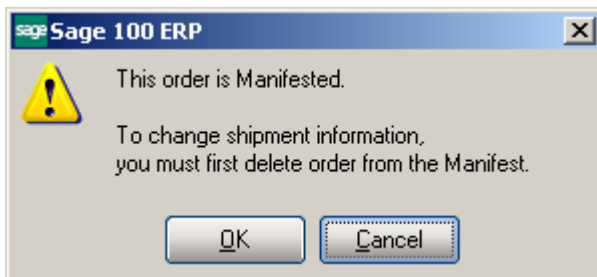 sage Sage 100 ERP
This order is Manifested.
To change shipment information,
you must first delete order from the Manifest.
OK Cancel